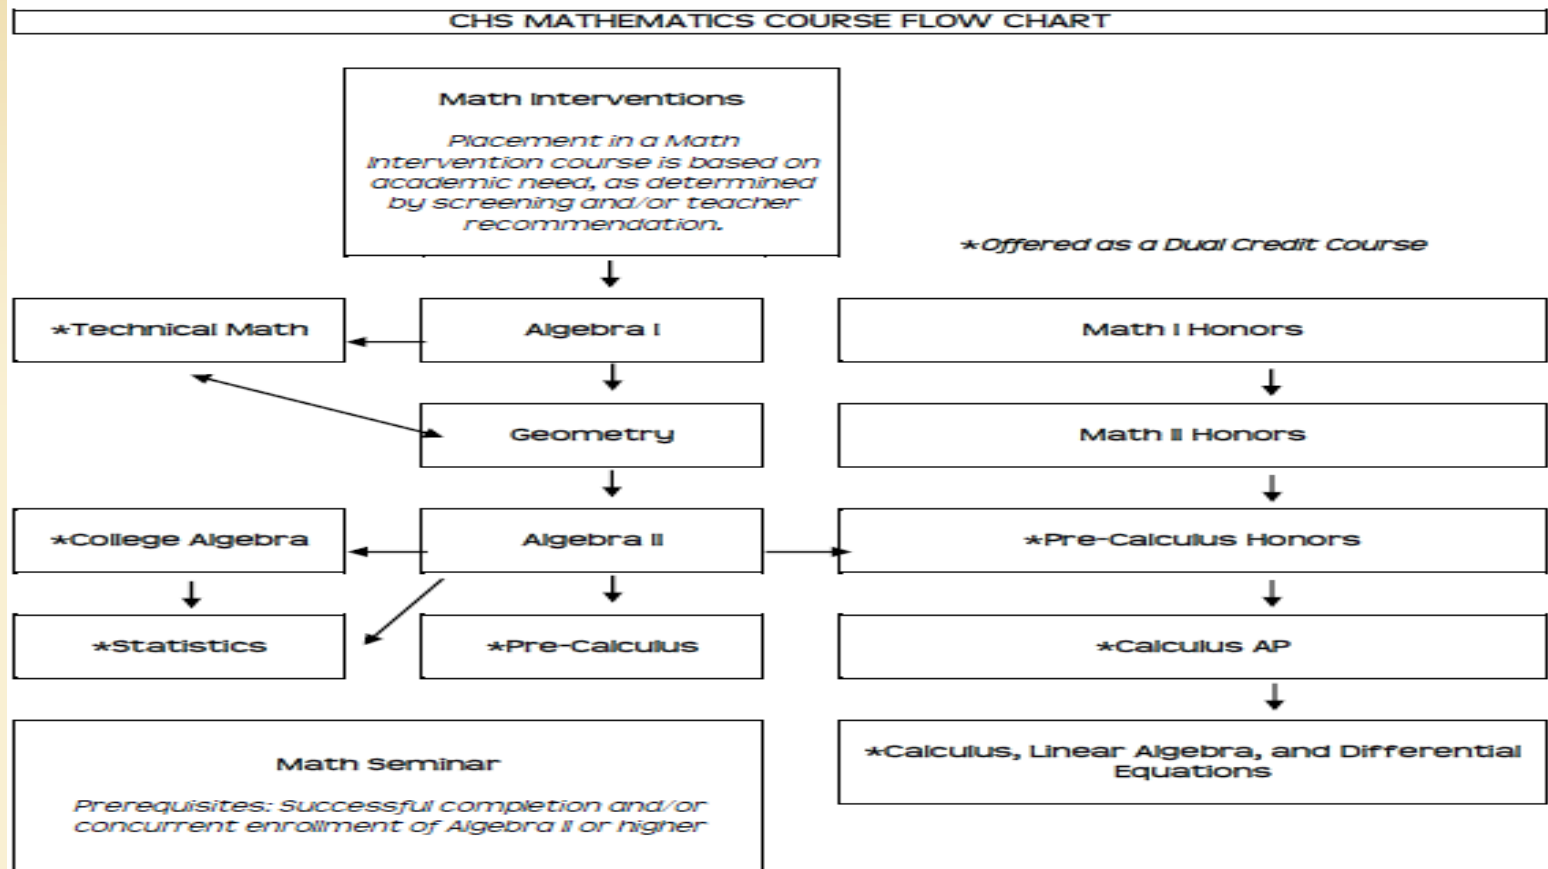 CHS MATHEMATICS COURSE FLOW CHART
Math Interventions
Placement in a Math
Intervention course is based on
academic need, as determined
by screening and/or teacher
recommendation.
*Offered as a Dual Credit Course
*Technical Math
Algebra I
Math I Honors
Geometry
Math II Honors
*College Algebra
Algebra II
*Pre-Calculus Honors
*Statistics
*Pre-Calculus
*Calculus AP
Math Seminar
Prerequisites: Successful completion and/or
concurrent enrollment of Algebra II or higher
*Calculus, Linear Algebra, and Differential
Equations